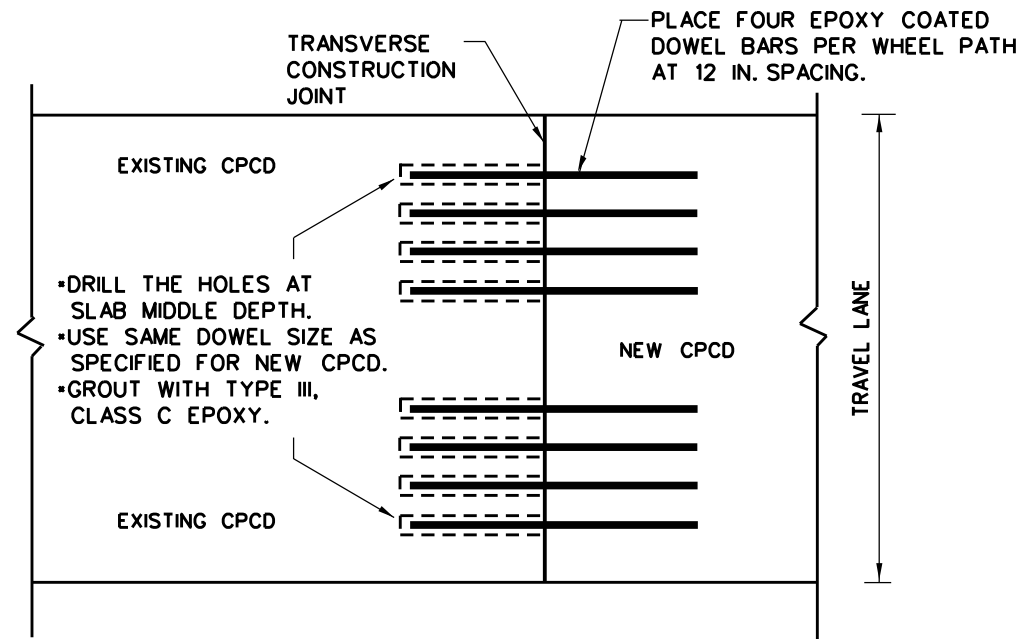 PLACE FOUR EPOXY COATED
DOWEL BARS PER WHEEL PATH
AT 12 IN. SPACING.
TRANSVERSE
CONSTRUCTION
JOINT
EXISTING CPCD
*DRILL THE HOLES AT
SLAB MIDDLE DEPTH.
*USE SAME DOWEL SIZE AS
SPECIFIED FOR NEW CPCD.
*GROUT WITH TYPE III,
CLASS C EPOXY.
NEW CPCD
TRAVEL LANE
EXISTING CPCD